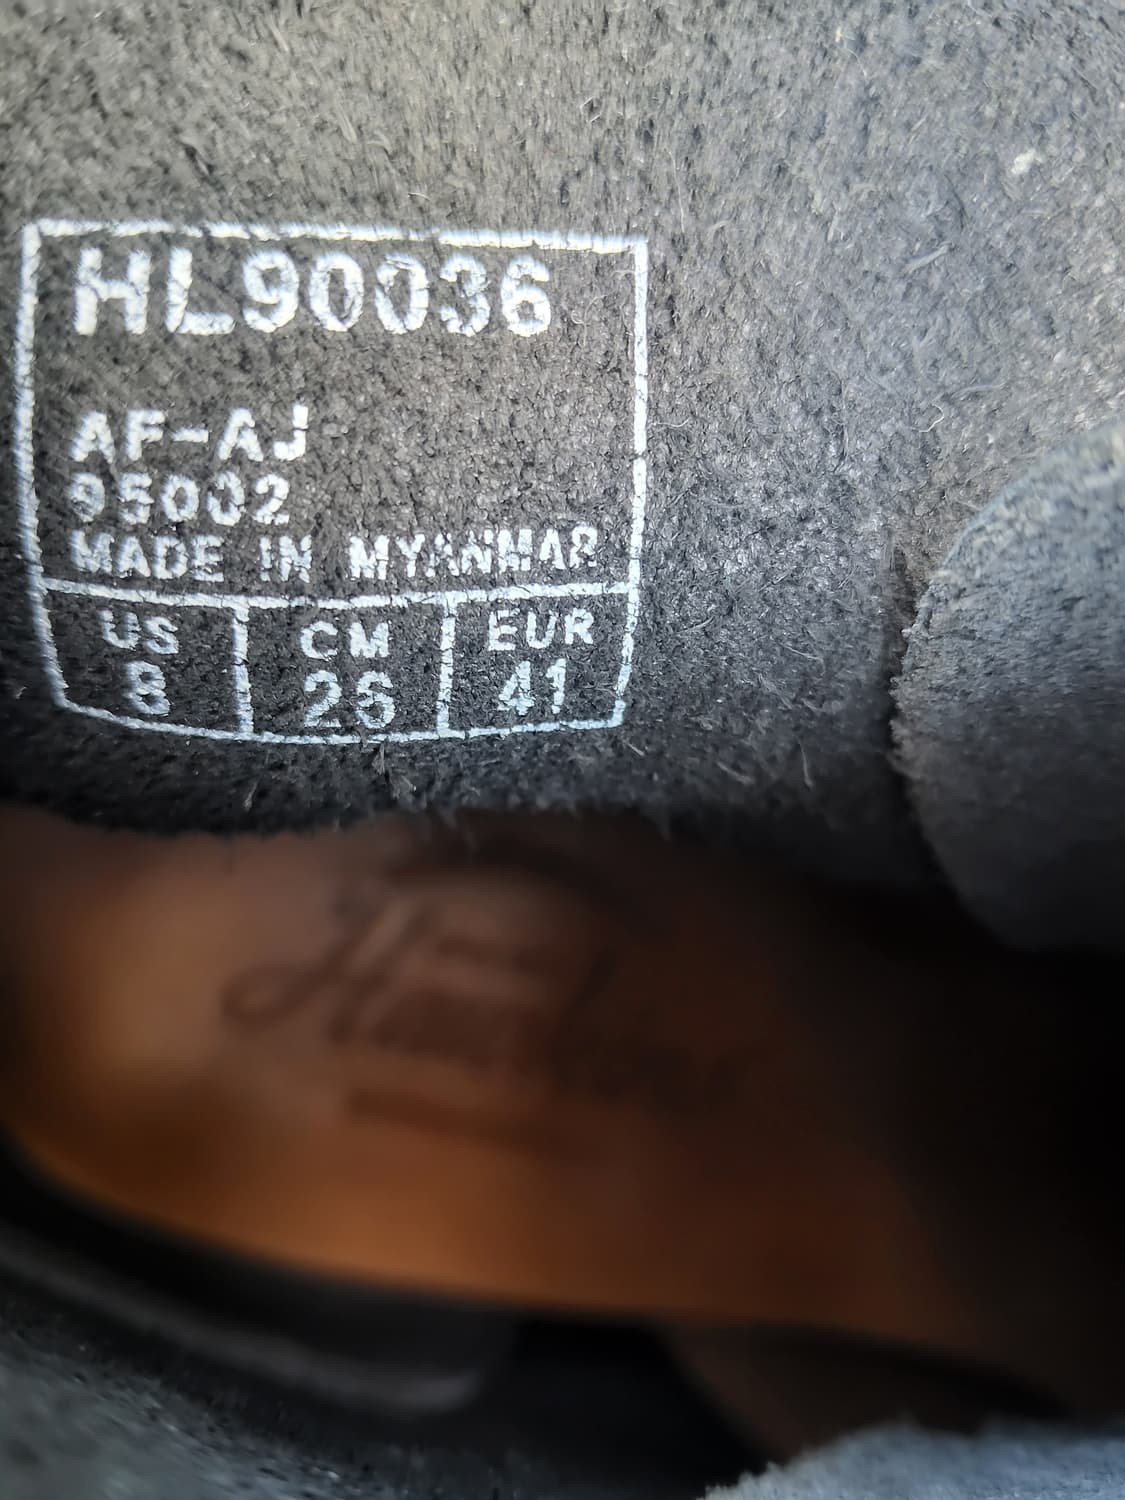 HL90036
AF-AJ
95002
MADE IN MYANMAR
US CM EUR
8 26 41